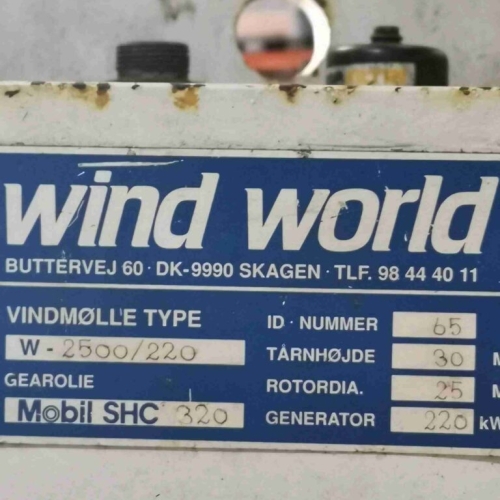 wind world
BUTTERVEJ 60 · DK-9990 SKAGEN · TLF. 98 44 40 11
VINDMØLLE TYPE
W-2500/220
GEAROLIE
Mobil SHC 320
ID · NUMMER 65
TÅRNHØJDE 30 M
ROTORDIA. 25 M
GENERATOR 220 kW